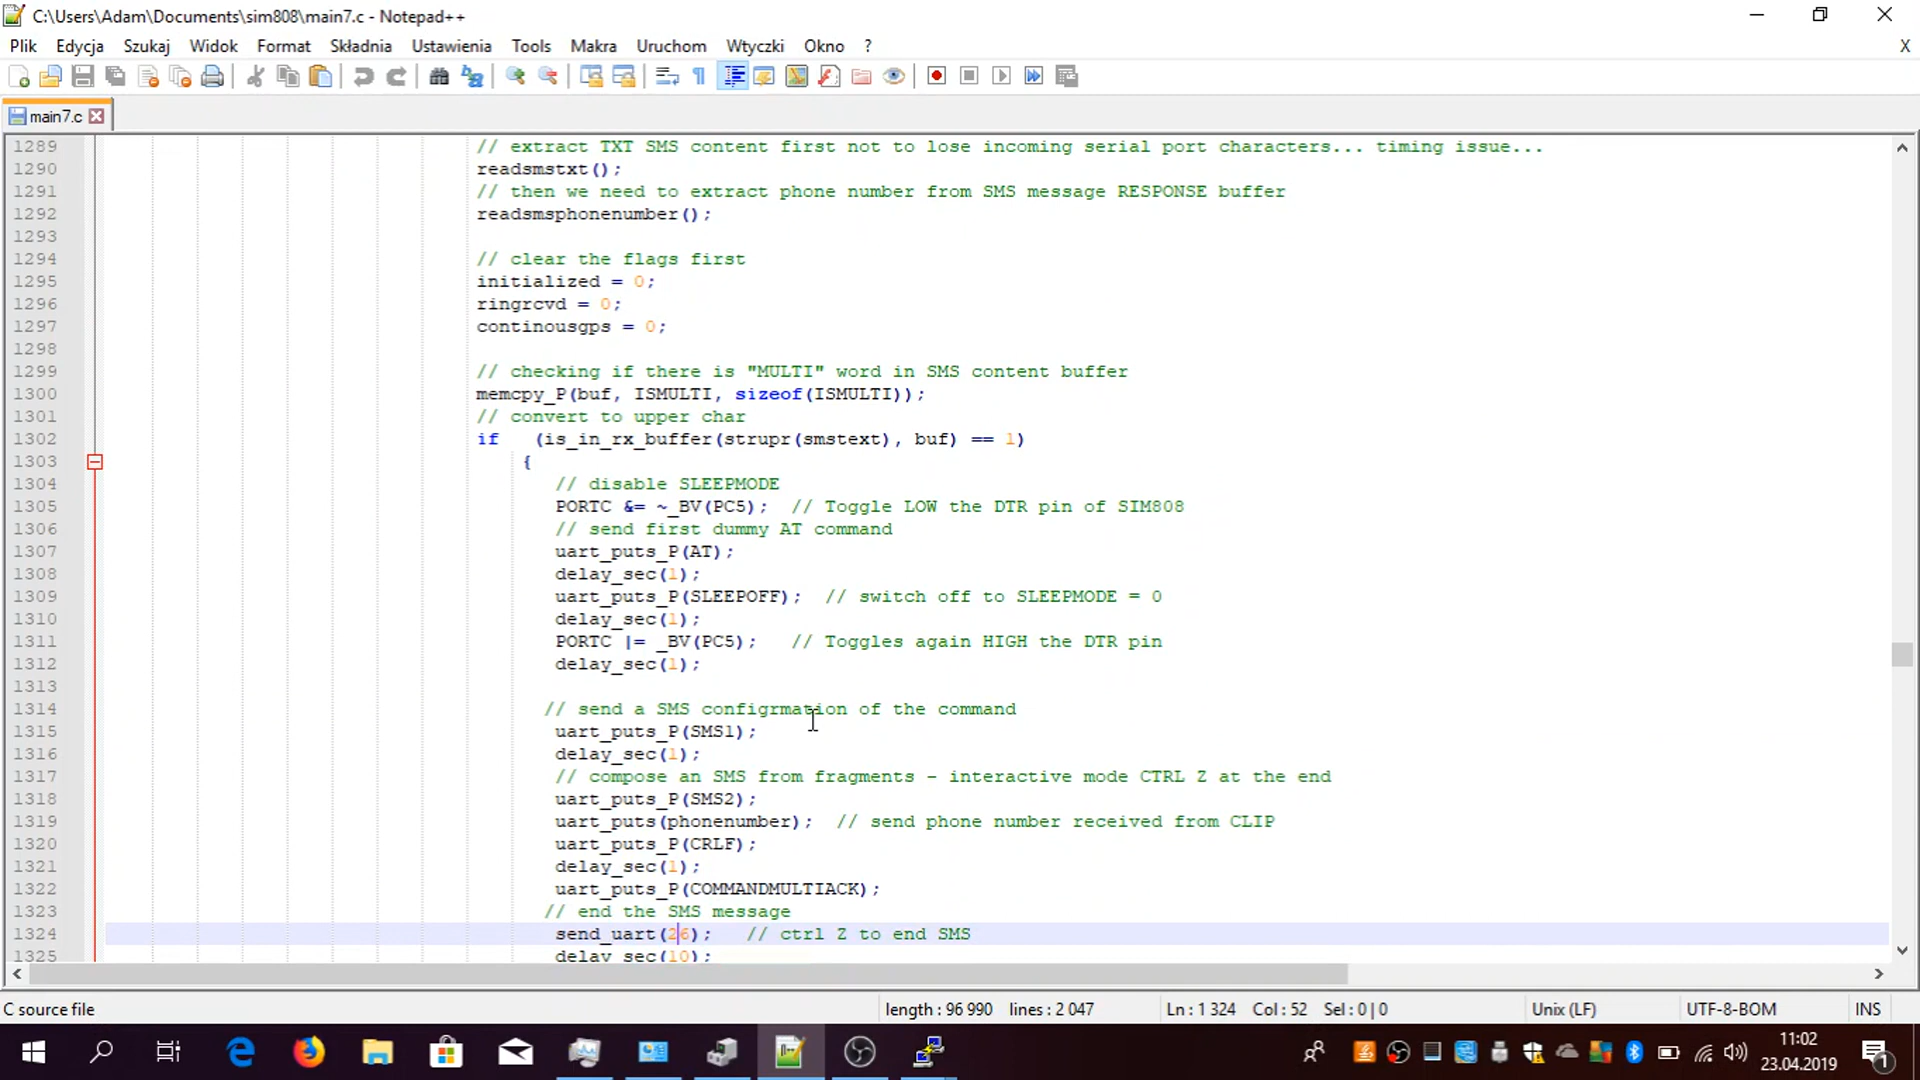 C:\Users\Adam\Documents\sim808\main7.c - Notepad++
Plik Edycja Szukaj Widok Format Składnia Ustawienia Tools Makra Uruchom Wtyczki Okno ? X
main7.c
1289 // extract TXT SMS content first not to lose incoming serial port characters... timing issue...
1290 readsmstxt();
1291 // then we need to extract phone number from SMS message RESPONSE buffer
1292 readsmsphonenumber();
1293
1294 // clear the flags first
1295 initialized = 0;
1296 ringrcvd = 0;
1297 continousgps = 0;
1298
1299 // checking if there is "MULTI" word in SMS content buffer
1300 memcpy_P(buf, ISMULTI, sizeof(ISMULTI));
1301 // convert to upper char
1302 if (is_in_rx_buffer(strupr(smstext), buf) == 1)
1303 {
1304 // disable SLEEPMODE
1305 PORTC &= ~_BV(PC5); // Toggle LOW the DTR pin of SIM808
1306 // send first dummy AT command
1307 uart_puts_P(AT);
1308 delay_sec(1);
1309 uart_puts_P(SLEEPOFF); // switch off to SLEEPMODE = 0
1310 delay_sec(1);
1311 PORTC |= _BV(PC5); // Toggles again HIGH the DTR pin
1312 delay_sec(1);
1313
1314 // send a SMS configrmation of the command
1315 uart_puts_P(SMS1);
1316 delay_sec(1);
1317 // compose an SMS from fragments - interactive mode CTRL Z at the end
1318 uart_puts_P(SMS2);
1319 uart_puts(phonenumber); // send phone number received from CLIP
1320 uart_puts_P(CRLF);
1321 delay_sec(1);
1322 uart_puts_P(COMMANDMULTIACK);
1323 // end the SMS message
1324 send_uart(26); // ctrl Z to end SMS
1325 delay_sec(10);
C source file length : 96 990 lines : 2 047 Ln : 1 324 Col : 52 Sel : 0 | 0 Unix (LF) UTF-8-BOM INS
11:02
23.04.2019
1